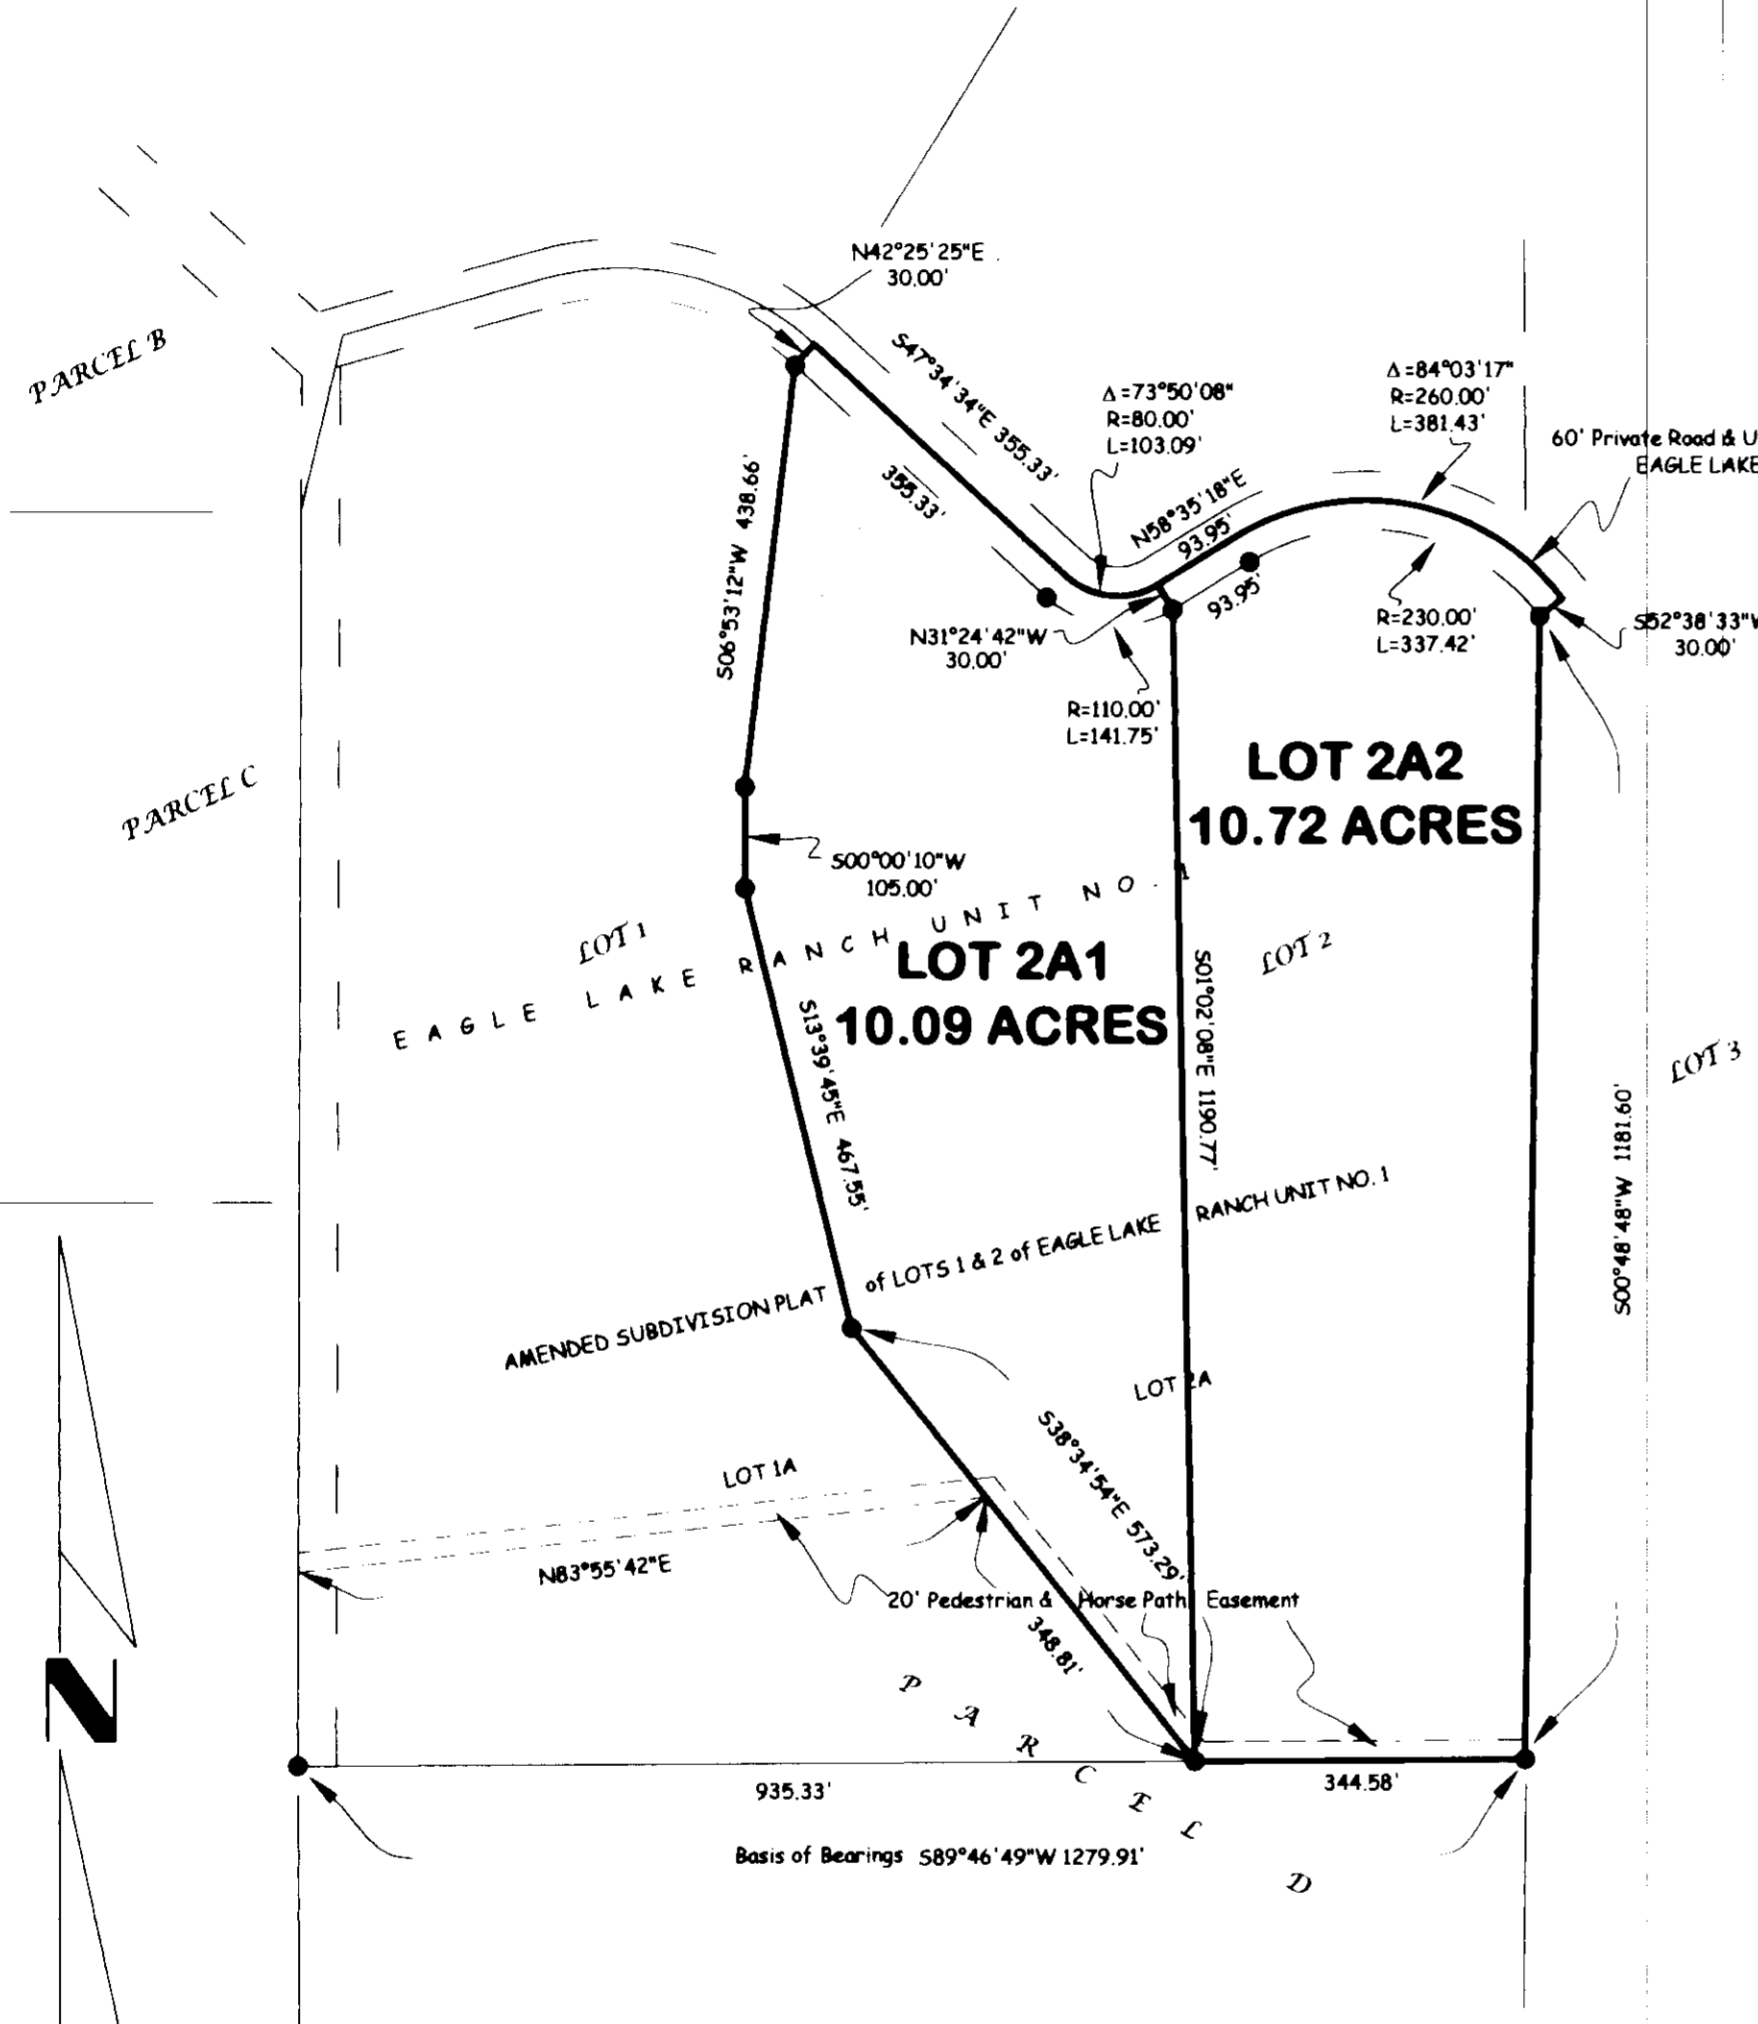 N42°25'25"E
30.00'
PARCEL B
S47°34'34"E 355.33'
355.33'
Δ=73°50'08"
R=80.00'
L=103.09'
Δ=84°03'17"
R=260.00'
L=381.43'
60' Private Road & U
EAGLE LAKE
N58°35'18"E
93.95'
93.95'
S06°53'12"W 438.66'
N31°24'42"W
30.00'
R=230.00'
L=337.42'
S52°38'33"W
30.00'
R=110.00'
L=141.75'
LOT 2A2
10.72 ACRES
PARCEL C
S00°00'10"W
105.00'
EAGLE LAKE RANCH UNIT NO. 1
LOT 1
LOT 2A1
10.09 ACRES
LOT 2
LOT 3
S13°39'45"E 467.55'
S01°02'08"E 1190.77'
S00°48'48"W 1181.60'
AMENDED SUBDIVISION PLAT of LOTS 1 & 2 of EAGLE LAKE RANCH UNIT NO. 1
LOT 2A
LOT 1A
S38°34'54"E 573.29'
N83°55'42"E
20' Pedestrian & Horse Path Easement
348.81'
N
PARCEL D
935.33'
344.58'
Basis of Bearings S89°46'49"W 1279.91'